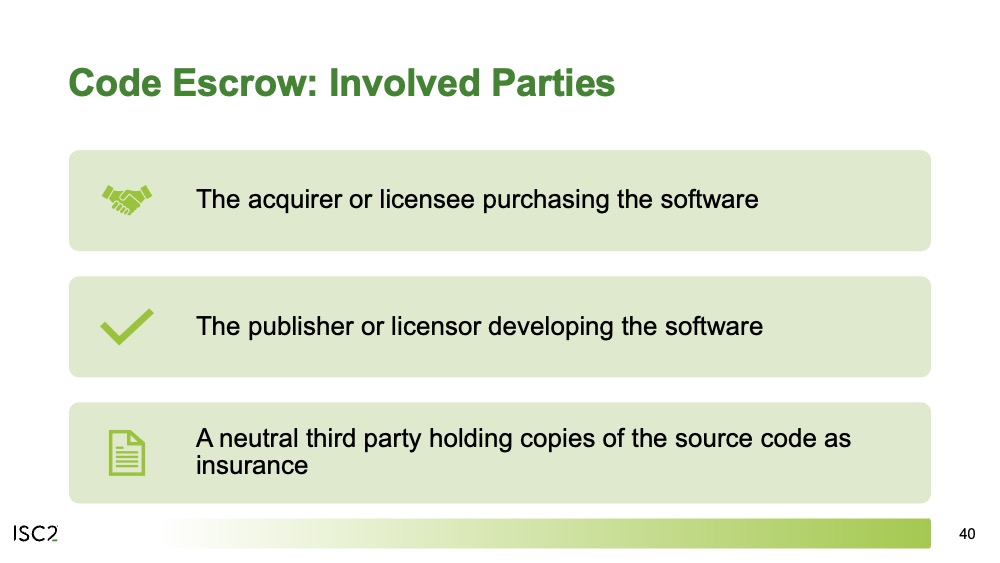 Code Escrow: Involved Parties
The acquirer or licensee purchasing the software
The publisher or licensor developing the software
A neutral third party holding copies of the source code as
insurance
ISC2
40